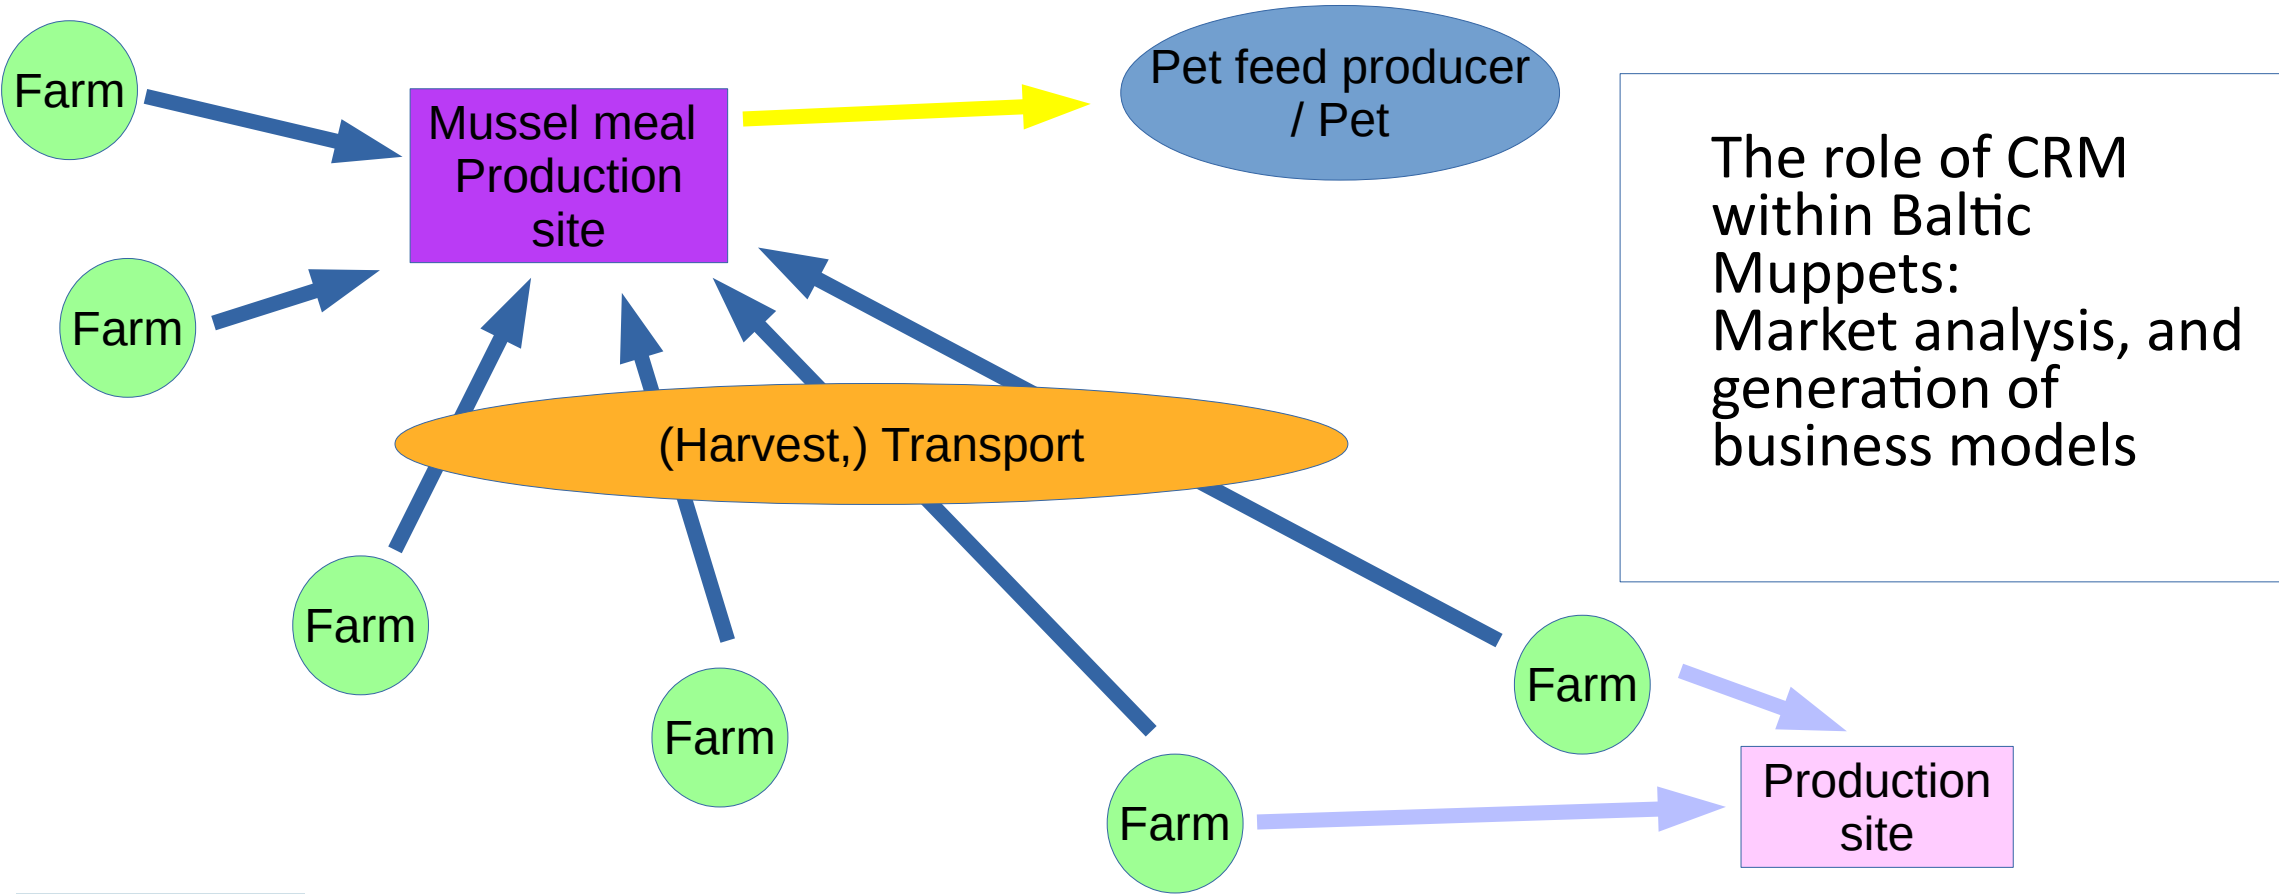 Farm
Mussel meal
Production
site
Pet feed producer
/ Pet
The role of CRM
within Baltic
Muppets:
Market analysis, and
generation of
business models
Farm
(Harvest,) Transport
Farm
Farm
Farm
Farm
Production
site